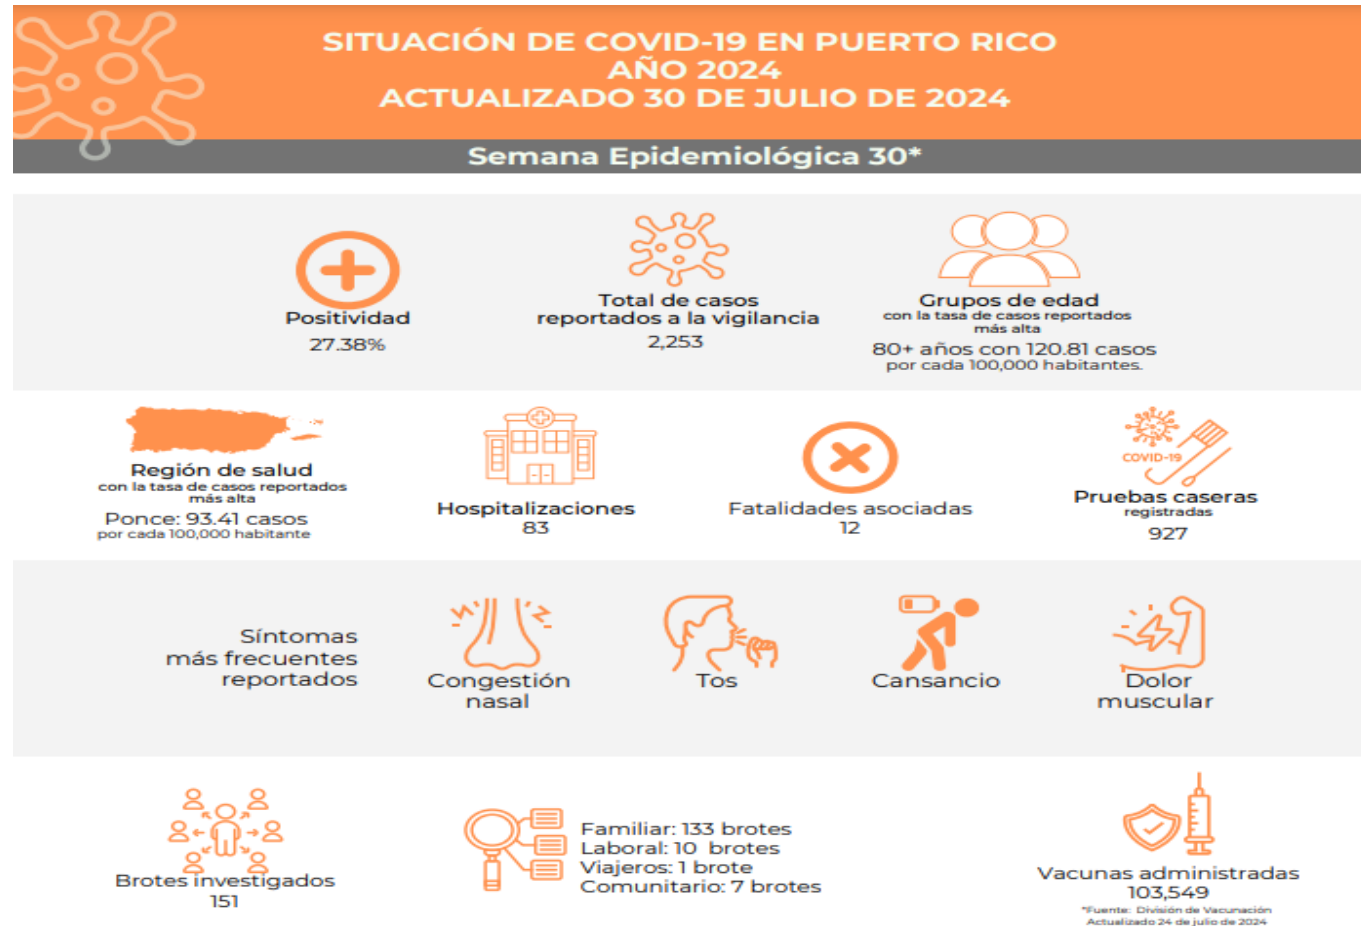 SITUACIÓN DE COVID-19 EN PUERTO RICO
AÑO 2024
ACTUALIZADO 30 DE JULIO DE 2024
Semana Epidemiológica 30*
Positividad
27.38%
Total de casos
reportados a la vigilancia
2,253
Grupos de edad
con la tasa de casos reportados
más alta
80+ años con 120.81 casos
por cada 100,000 habitantes.
Región de salud
con la tasa de casos reportados
más alta
Ponce: 93.41 casos
por cada 100,000 habitante
Hospitalizaciones
83
Fatalidades asociadas
12
COVID-19
Pruebas caseras
registradas
927
Síntomas
más frecuentes
reportados
Congestión
nasal
Tos
Cansancio
Dolor
muscular
Brotes investigados
151
Familiar: 133 brotes
Laboral: 10 brotes
Viajeros: 1 brote
Comunitario: 7 brotes
Vacunas administradas
103,549
*Fuente: División de Vacunación
Actualizado 24 de julio de 2024